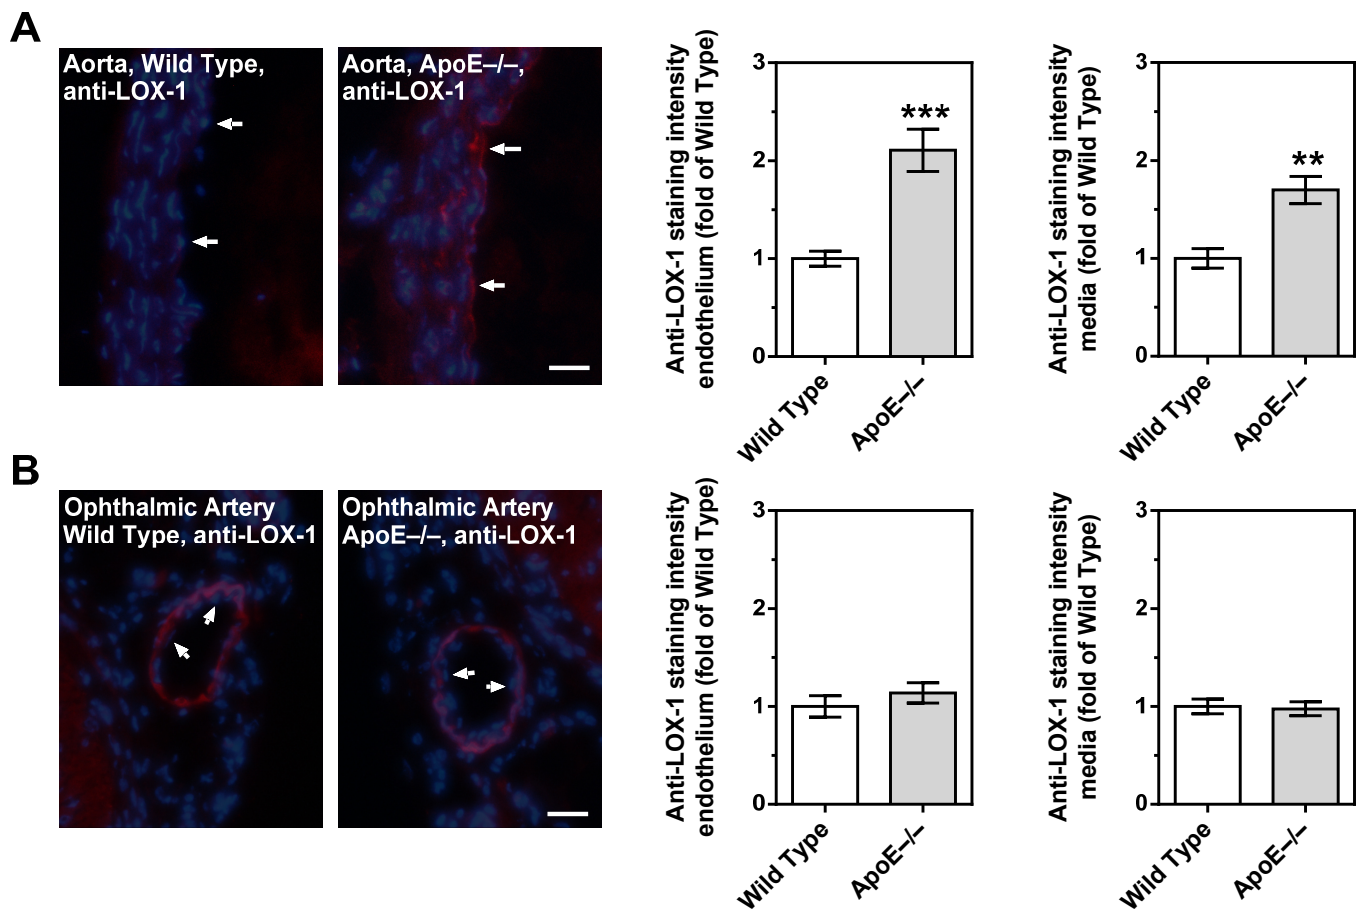 A
Aorta, Wild Type,
anti-LOX-1
Aorta, ApoE–/–,
anti-LOX-1
Anti-LOX-1 staining intensity
endothelium (fold of Wild Type)
3
2
1
0
***
Wild Type
ApoE–/–
Anti-LOX-1 staining intensity
media (fold of Wild Type)
3
2
1
0
**
Wild Type
ApoE–/–
B
Ophthalmic Artery
Wild Type, anti-LOX-1
Ophthalmic Artery
ApoE–/–, anti-LOX-1
Anti-LOX-1 staining intensity
endothelium (fold of Wild Type)
3
2
1
0
Wild Type
ApoE–/–
Anti-LOX-1 staining intensity
media (fold of Wild Type)
3
2
1
0
Wild Type
ApoE–/–